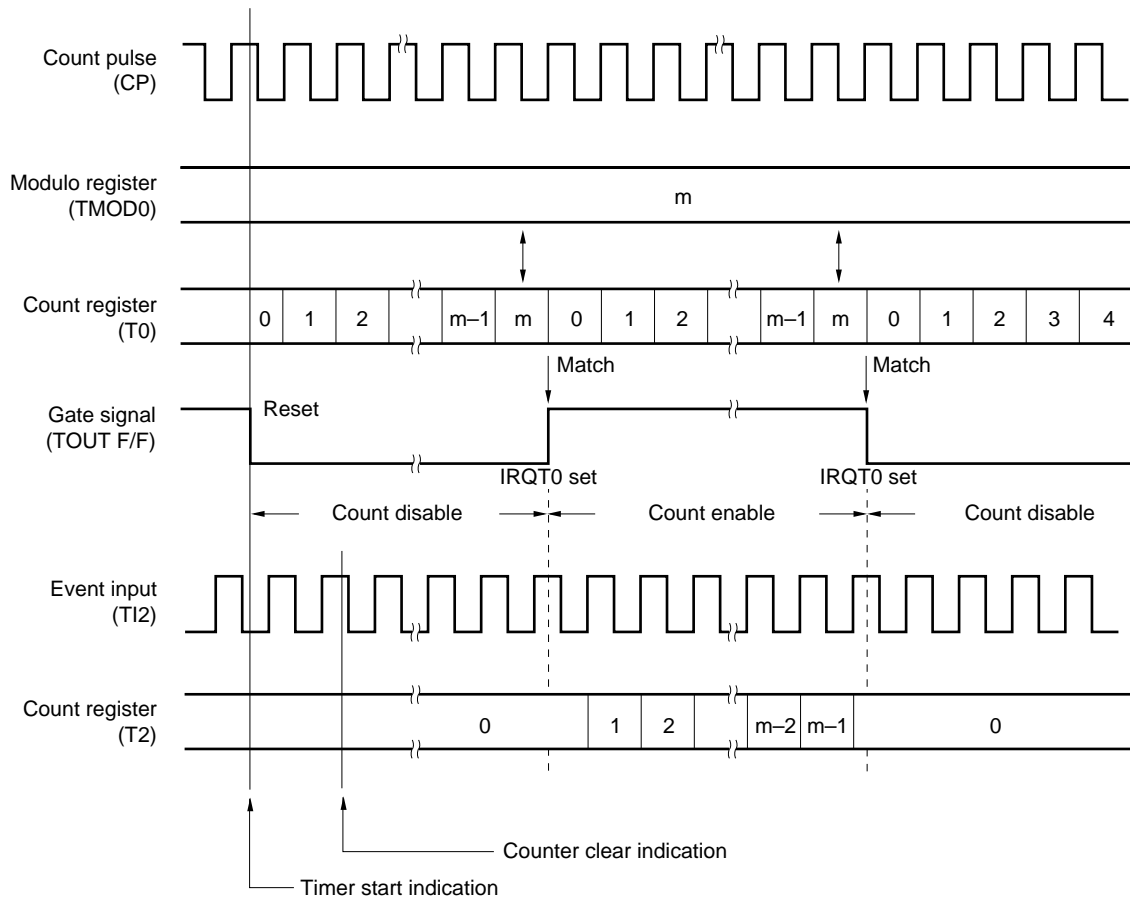 Count pulse
(CP)
Modulo register
(TMOD0)
m
Count register
(T0)
0 1 2 m–1 m 0 1 2 m–1 m 0 1 2 3 4
Match Match
Gate signal
(TOUT F/F)
Reset
IRQT0 set IRQT0 set
Count disable Count enable Count disable
Event input
(TI2)
Count register
(T2)
0 1 2 m–2 m–1 0
Counter clear indication
Timer start indication